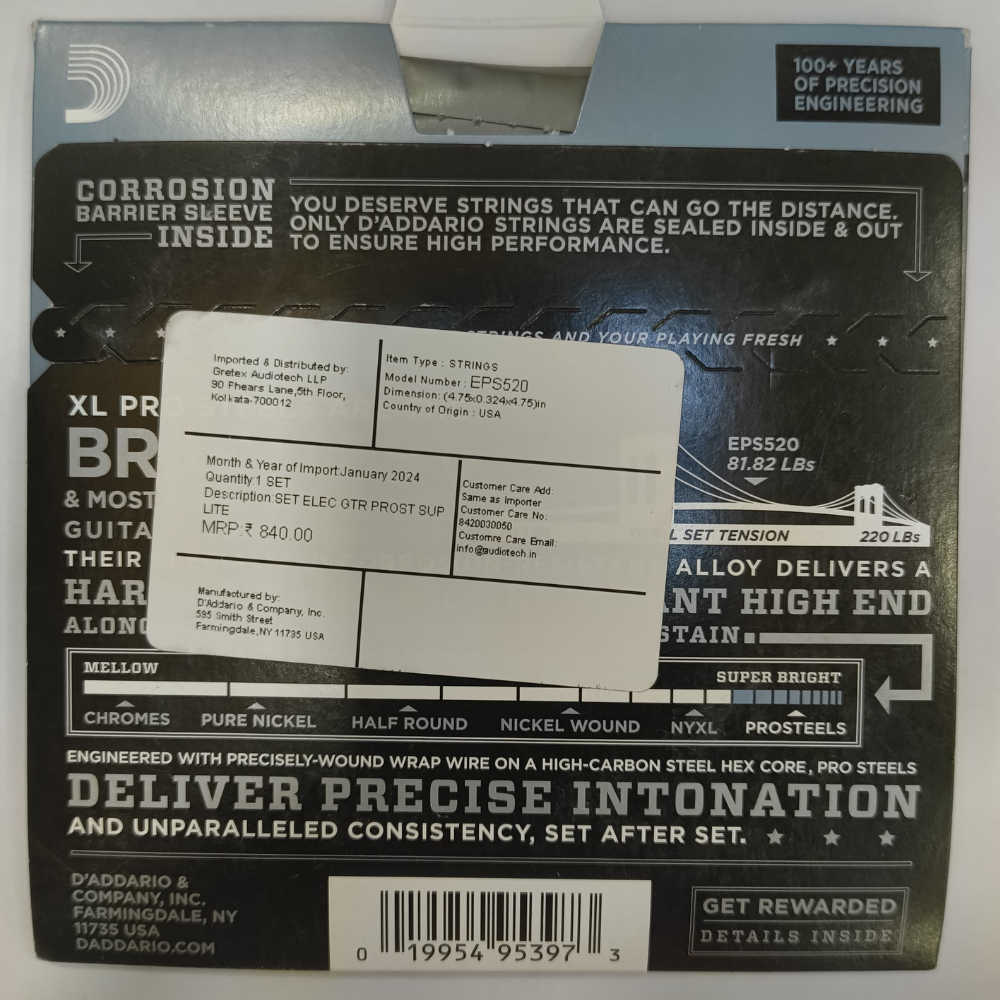 100+ YEARS
OF PRECISION
ENGINEERING
CORROSION
BARRIER SLEEVE
INSIDE
YOU DESERVE STRINGS THAT CAN GO THE DISTANCE.
ONLY D'ADDARIO STRINGS ARE SEALED INSIDE & OUT
TO ENSURE HIGH PERFORMANCE.
STRINGS AND YOUR PLAYING FRESH
Imported & Distributed by:
Gretex Audiotech LLP
90 Phears Lane,5th Floor,
Kolkata-700012
Item Type : STRINGS
Model Number : EPS520
Dimension: (4.75x0.324x4.75)in
Country of Origin : USA
Month & Year of Import:January 2024
Quantity:1 SET
Description:SET ELEC GTR PROST SUP
LITE
MRP:₹ 840.00
Customer Care Add:
Same as Importer
Customer Care No:
8420030060
Customre Care Email:
info@audiotech.in
Manufactured by:
D'Addario & Company, Inc.
595 Smith Street
Farmingdale,NY 11735 USA
XL PR
BR
& MOST
GUITA
THEIR
HAR
ALONG
EPS520
81.82 LBs
SET TENSION
220 LBs
ALLOY DELIVERS A
NT HIGH END
STAIN
MELLOW
SUPER BRIGHT
CHROMES PURE NICKEL HALF ROUND NICKEL WOUND NYXL PROSTEELS
ENGINEERED WITH PRECISELY-WOUND WRAP WIRE ON A HIGH-CARBON STEEL HEX CORE, PRO STEELS
DELIVER PRECISE INTONATION
AND UNPARALLELED CONSISTENCY, SET AFTER SET.
D'ADDARIO &
COMPANY, INC.
FARMINGDALE, NY
11735 USA
DADDARIO.COM
0 19954 95397 3
GET REWARDED
DETAILS INSIDE